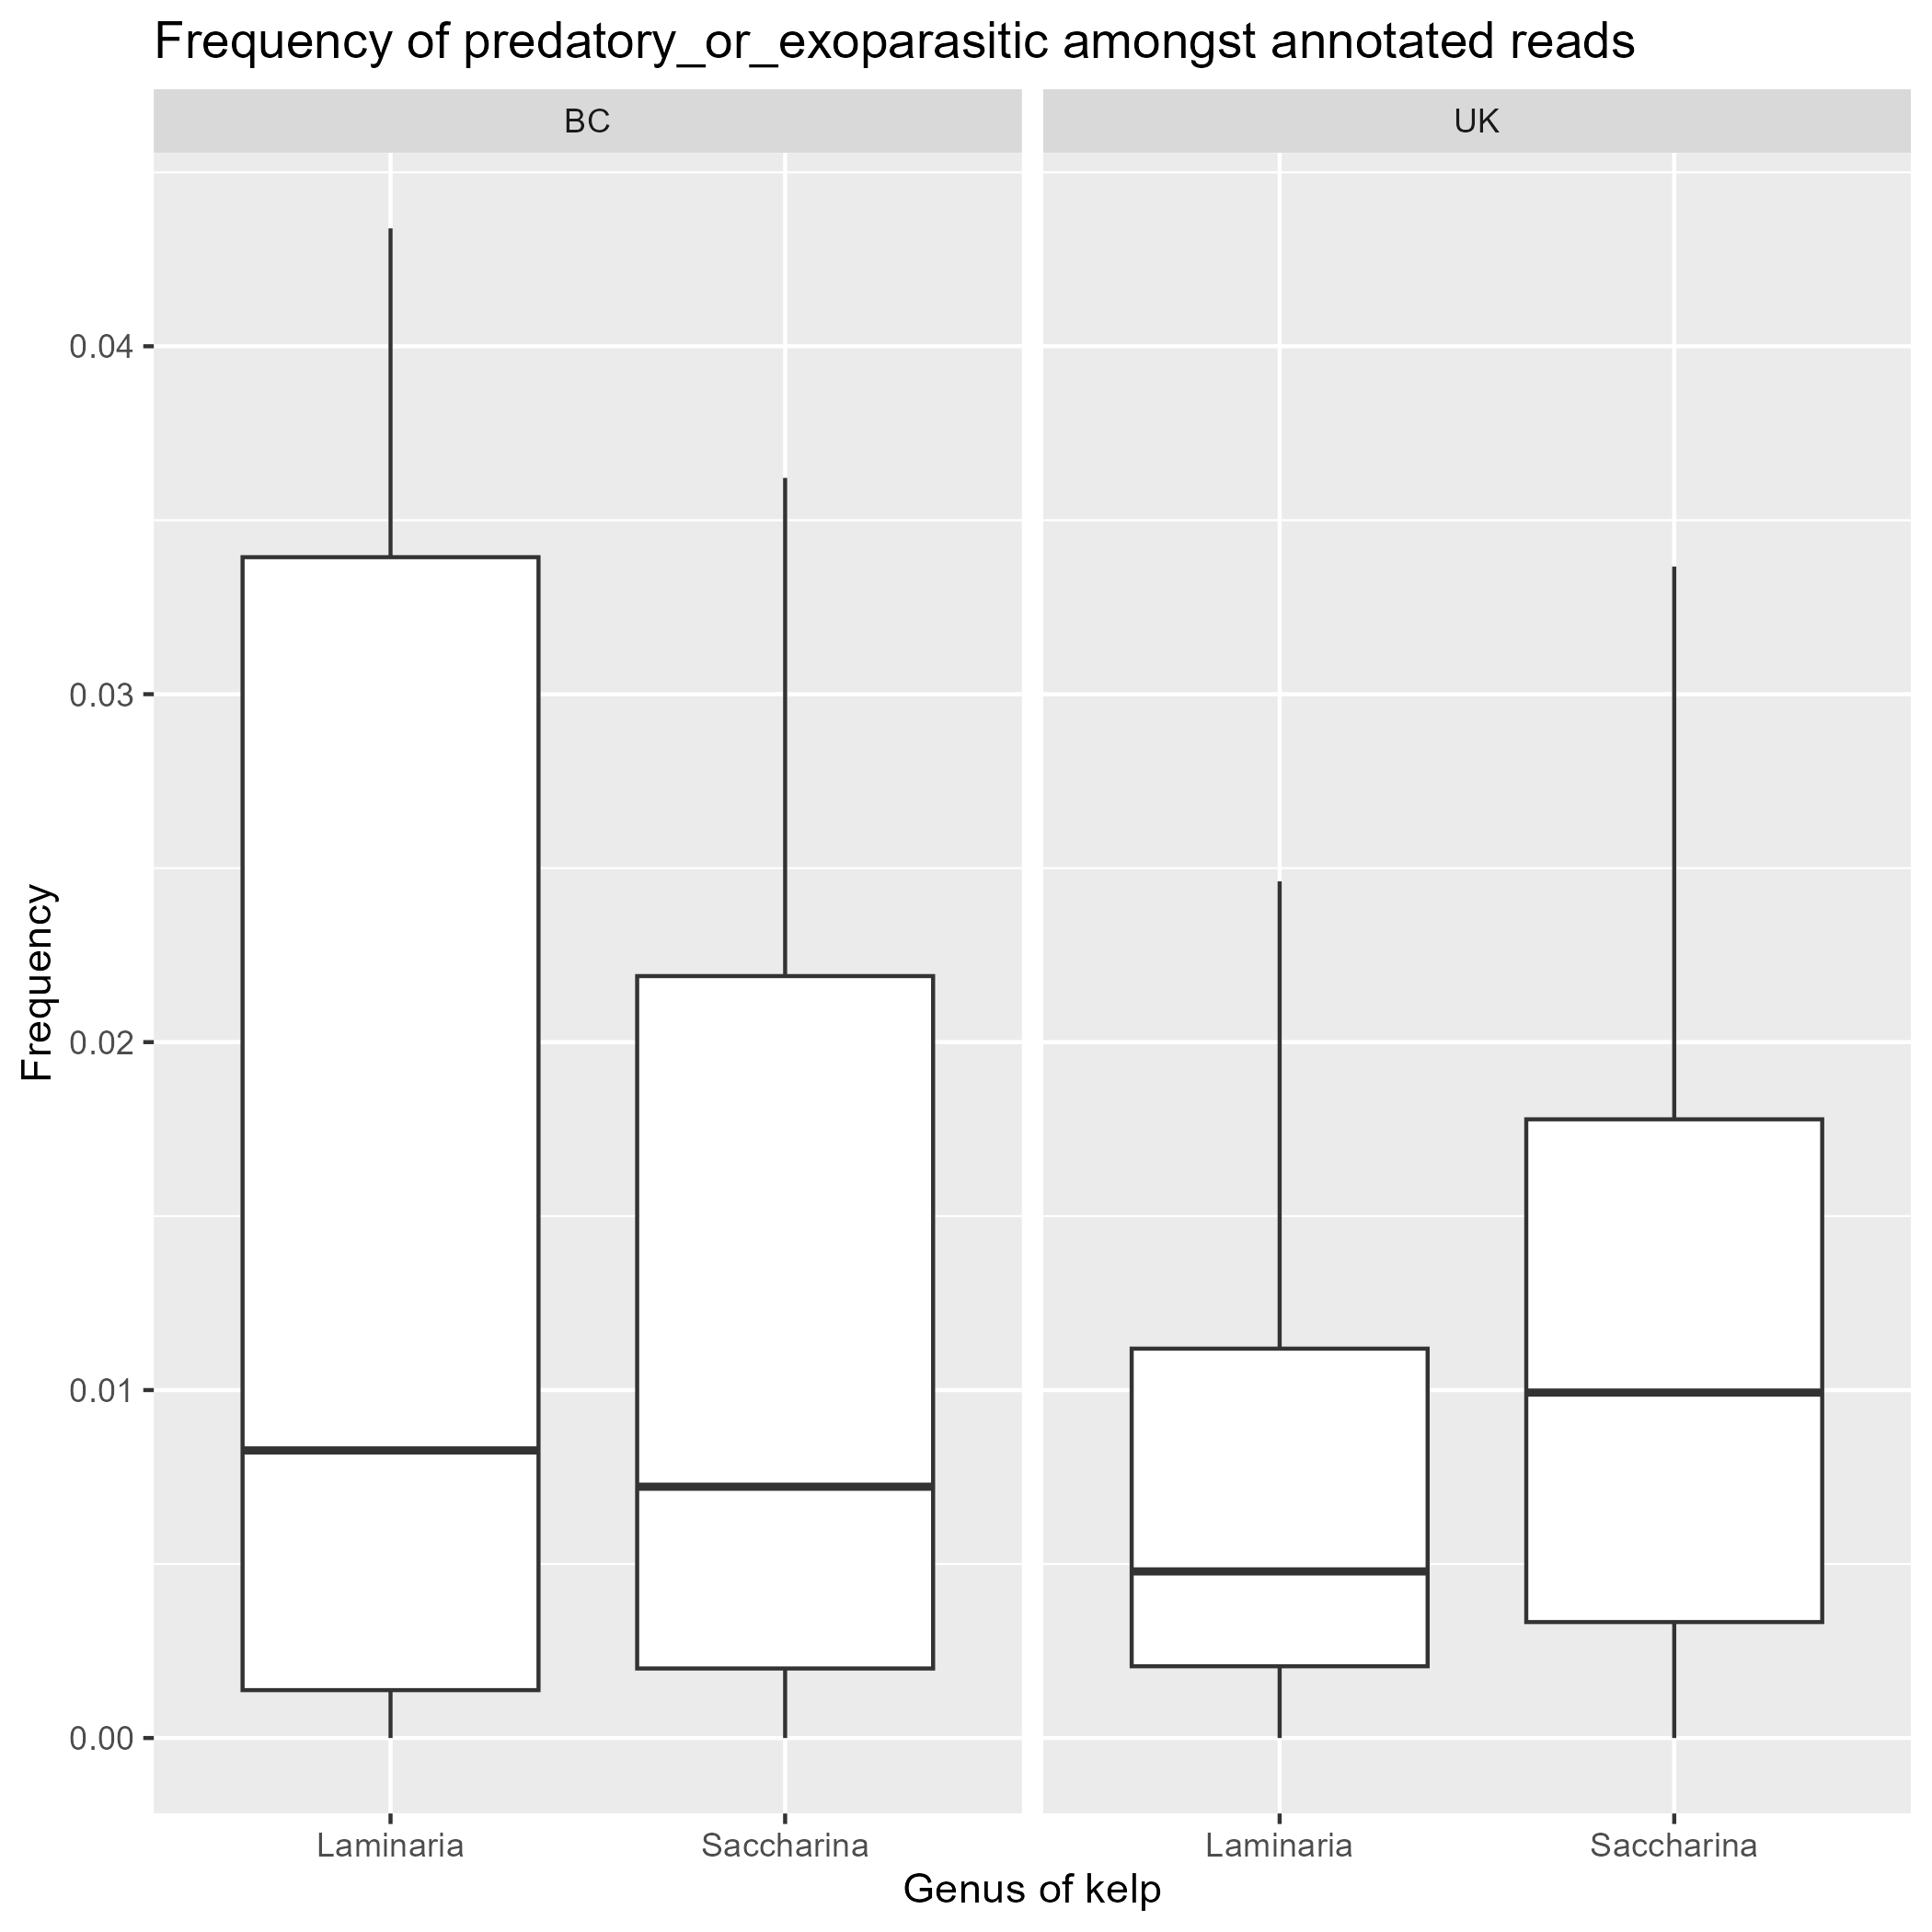 Frequency of predatory_or_exoparasitic amongst annotated reads
BC
UK
0.04
0.03
0.02
0.01
0.00
Frequency
Laminaria
Saccharina
Laminaria
Saccharina
Genus of kelp